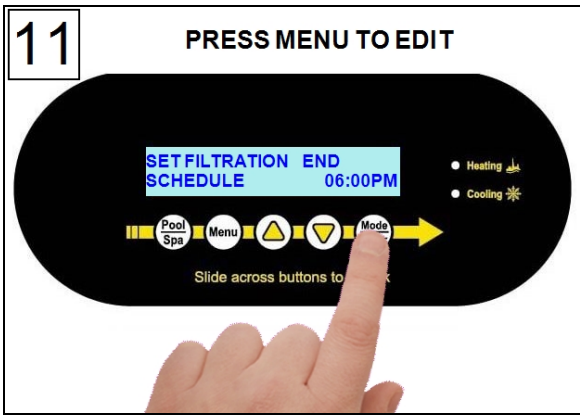 11
PRESS MENU TO EDIT
SET FILTRATION END
SCHEDULE 06:00PM
Heating
Cooling
Pool
Spa
Menu
Mode
Slide across buttons to